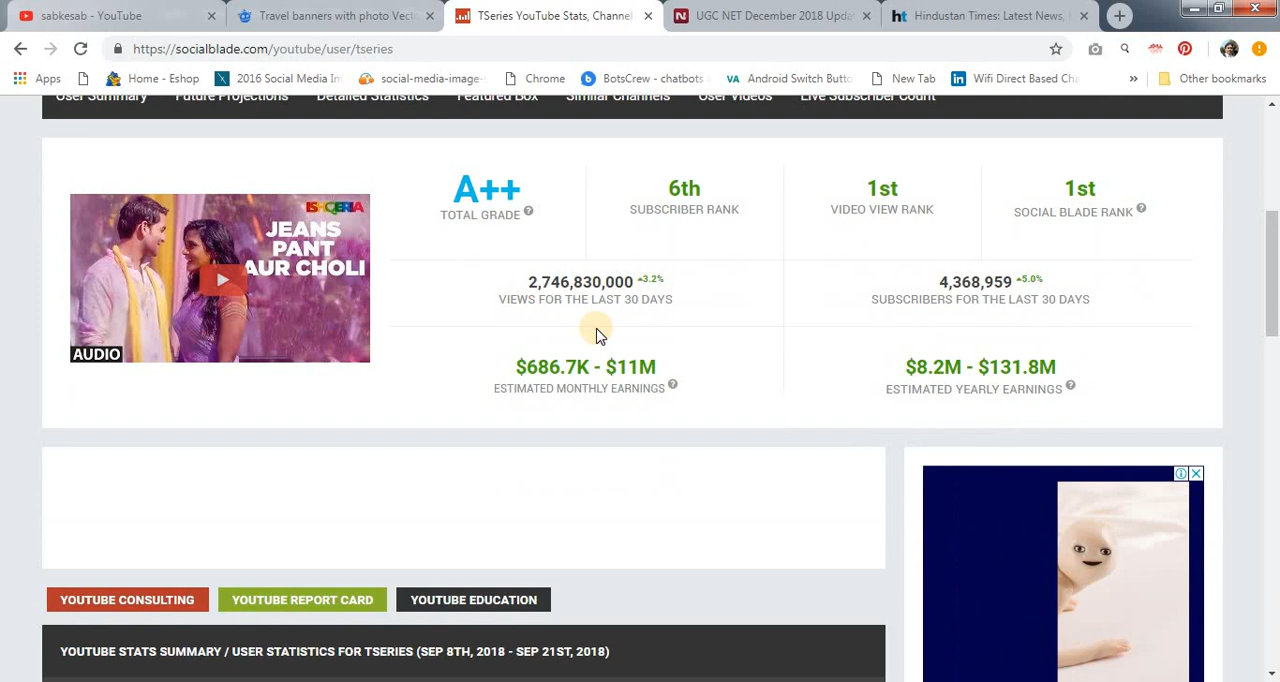 sabkesab - YouTube
Travel banners with photo Vect
TSeries YouTube Stats, Channel
UGC NET December 2018 Upda
Hindustan Times: Latest News,
https://socialblade.com/youtube/user/tseries
Apps
Home - Eshop
2016 Social Media Im
social-media-image-
Chrome
BotsCrew - chatbots
VA Android Switch Butto
New Tab
Wifi Direct Based Cha
»
Other bookmarks
User Summary Future Projections Detailed Statistics Featured Box Similar Channels User Videos Live Subscriber Count
ISHQERIA
JEANS
PANT
AUR CHOLI
AUDIO
A++
TOTAL GRADE
6th
SUBSCRIBER RANK
1st
VIDEO VIEW RANK
1st
SOCIAL BLADE RANK
2,746,830,000 3.2%
VIEWS FOR THE LAST 30 DAYS
4,368,959 5.0%
SUBSCRIBERS FOR THE LAST 30 DAYS
$686.7K - $11M
ESTIMATED MONTHLY EARNINGS
$8.2M - $131.8M
ESTIMATED YEARLY EARNINGS
YOUTUBE CONSULTING
YOUTUBE REPORT CARD
YOUTUBE EDUCATION
YOUTUBE STATS SUMMARY / USER STATISTICS FOR TSERIES (SEP 8TH, 2018 - SEP 21ST, 2018)